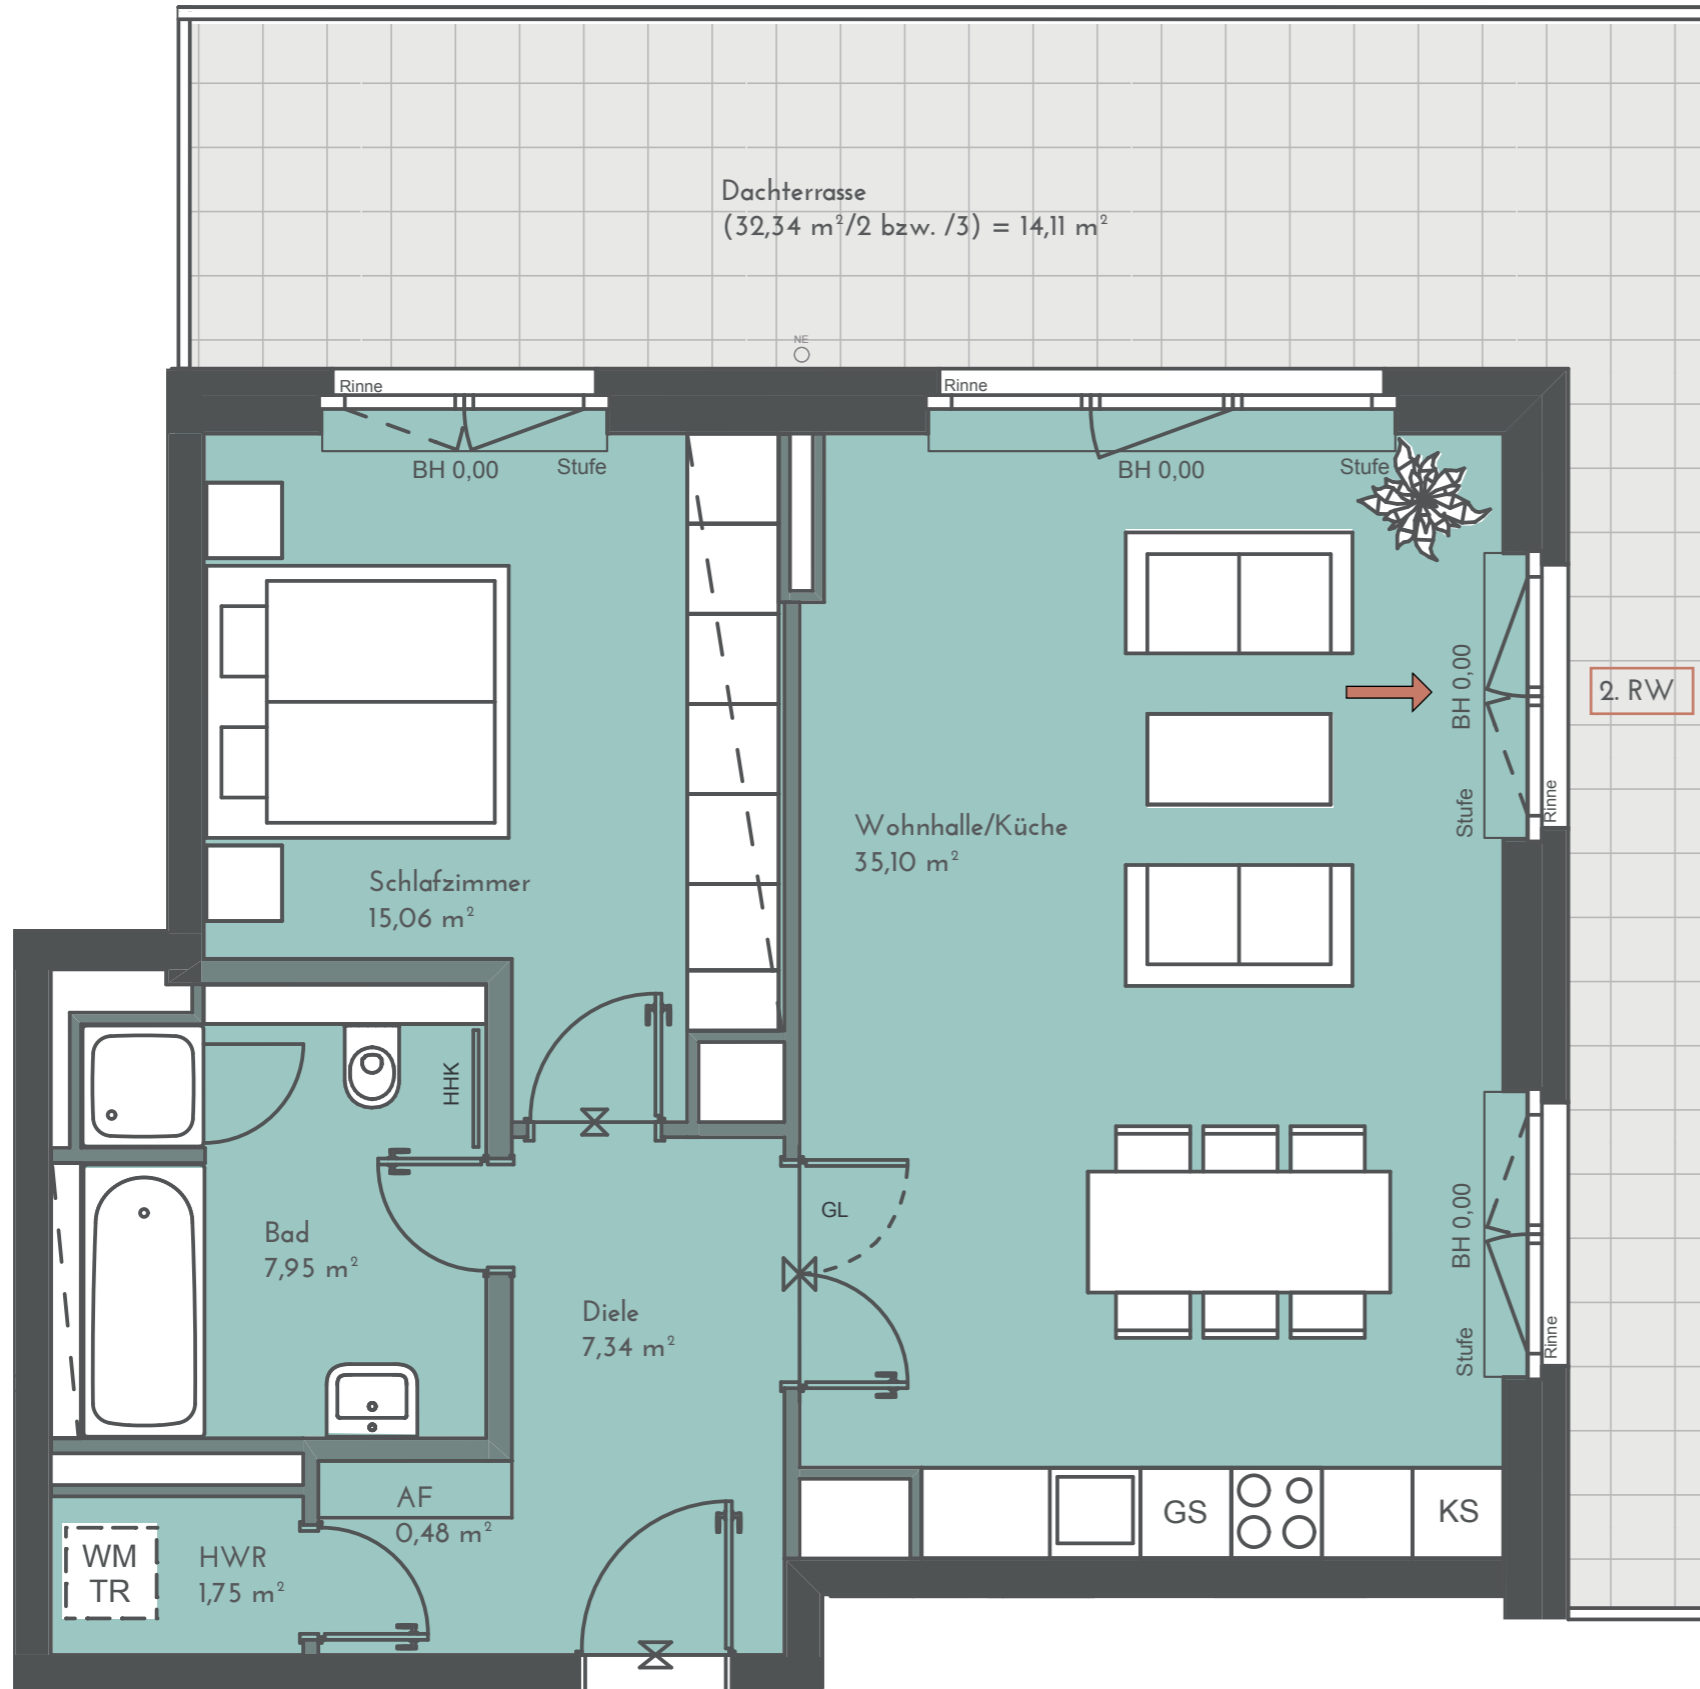 Dachterrasse
(32,34 m²/2 bzw. /3) = 14,11 m²
NE
Rinne
Rinne
BH 0,00
Stufe
BH 0,00
Stufe
BH 0,00
Stufe
Rinne
2. RW
Wohnhalle/Küche
35,10 m²
Schlafzimmer
15,06 m²
HHK
GL
BH 0,00
Stufe
Rinne
Bad
7,95 m²
Diele
7,34 m²
AF
0,48 m²
GS
KS
WM
TR
HWR
1,75 m²